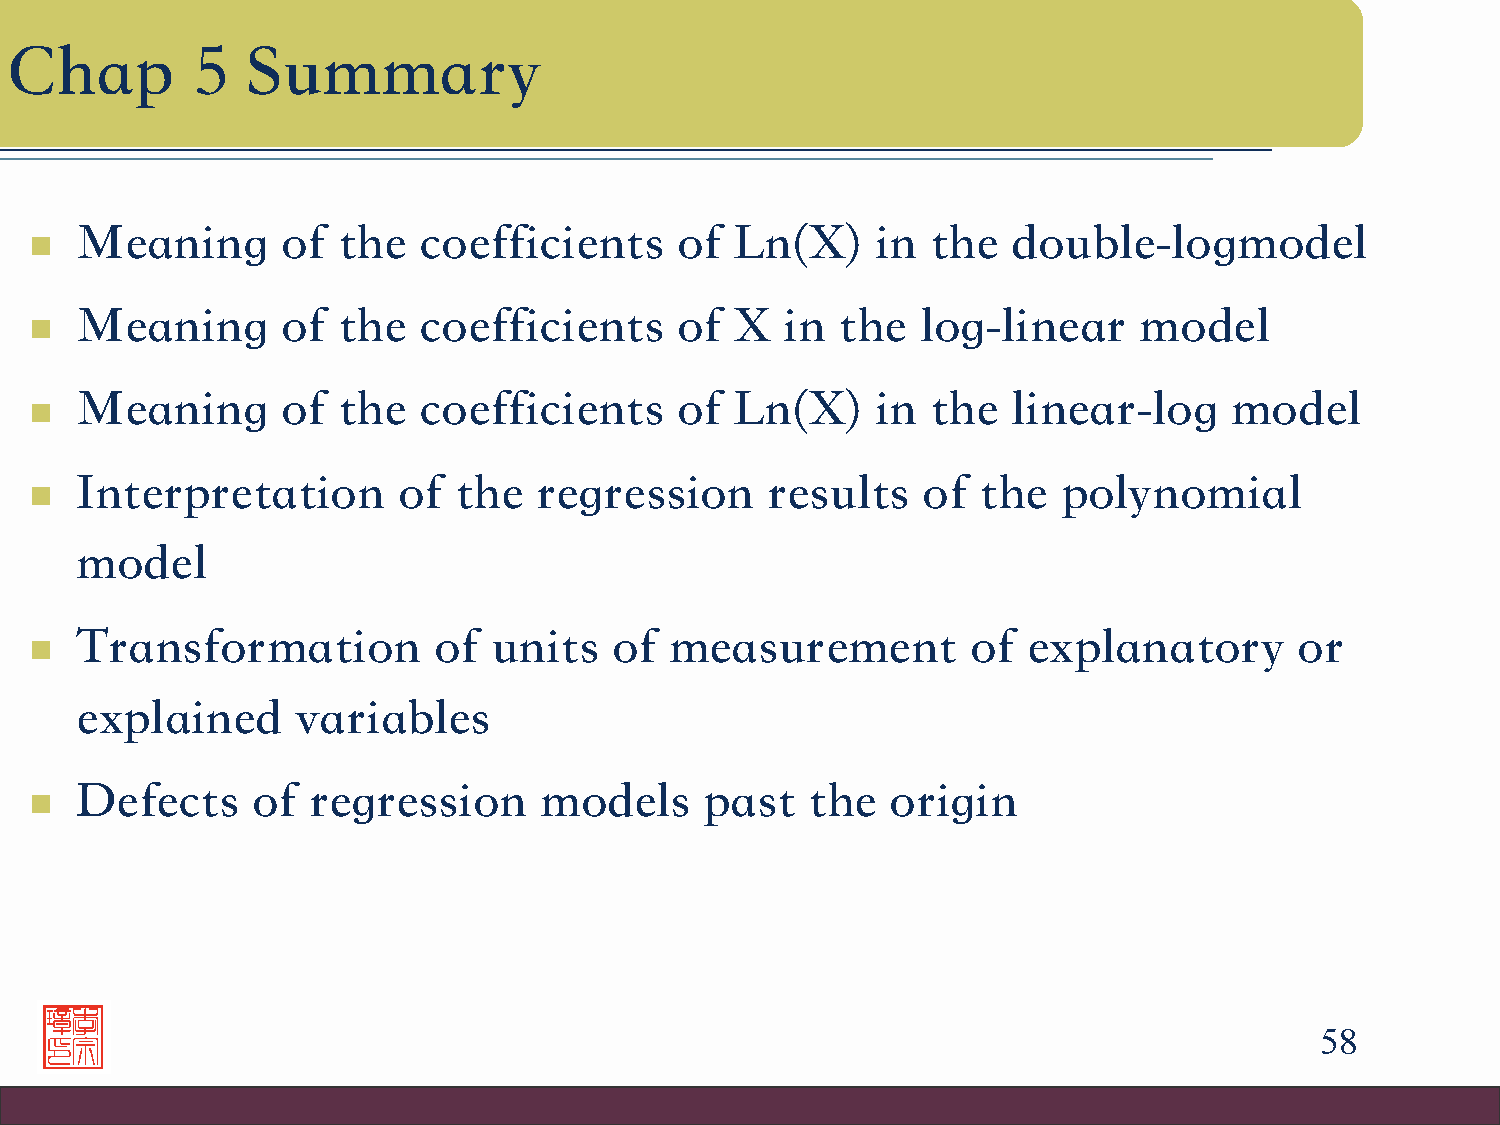 Chap 5 Summary
Meaning of the coefficients of Ln(X) in the double-logmodel
Meaning of the coefficients of X in the log-linear model
Meaning of the coefficients of Ln(X) in the linear-log model
Interpretation of the regression results of the polynomial
model
Transformation of units of measurement of explanatory or
explained variables
Defects of regression models past the origin
58